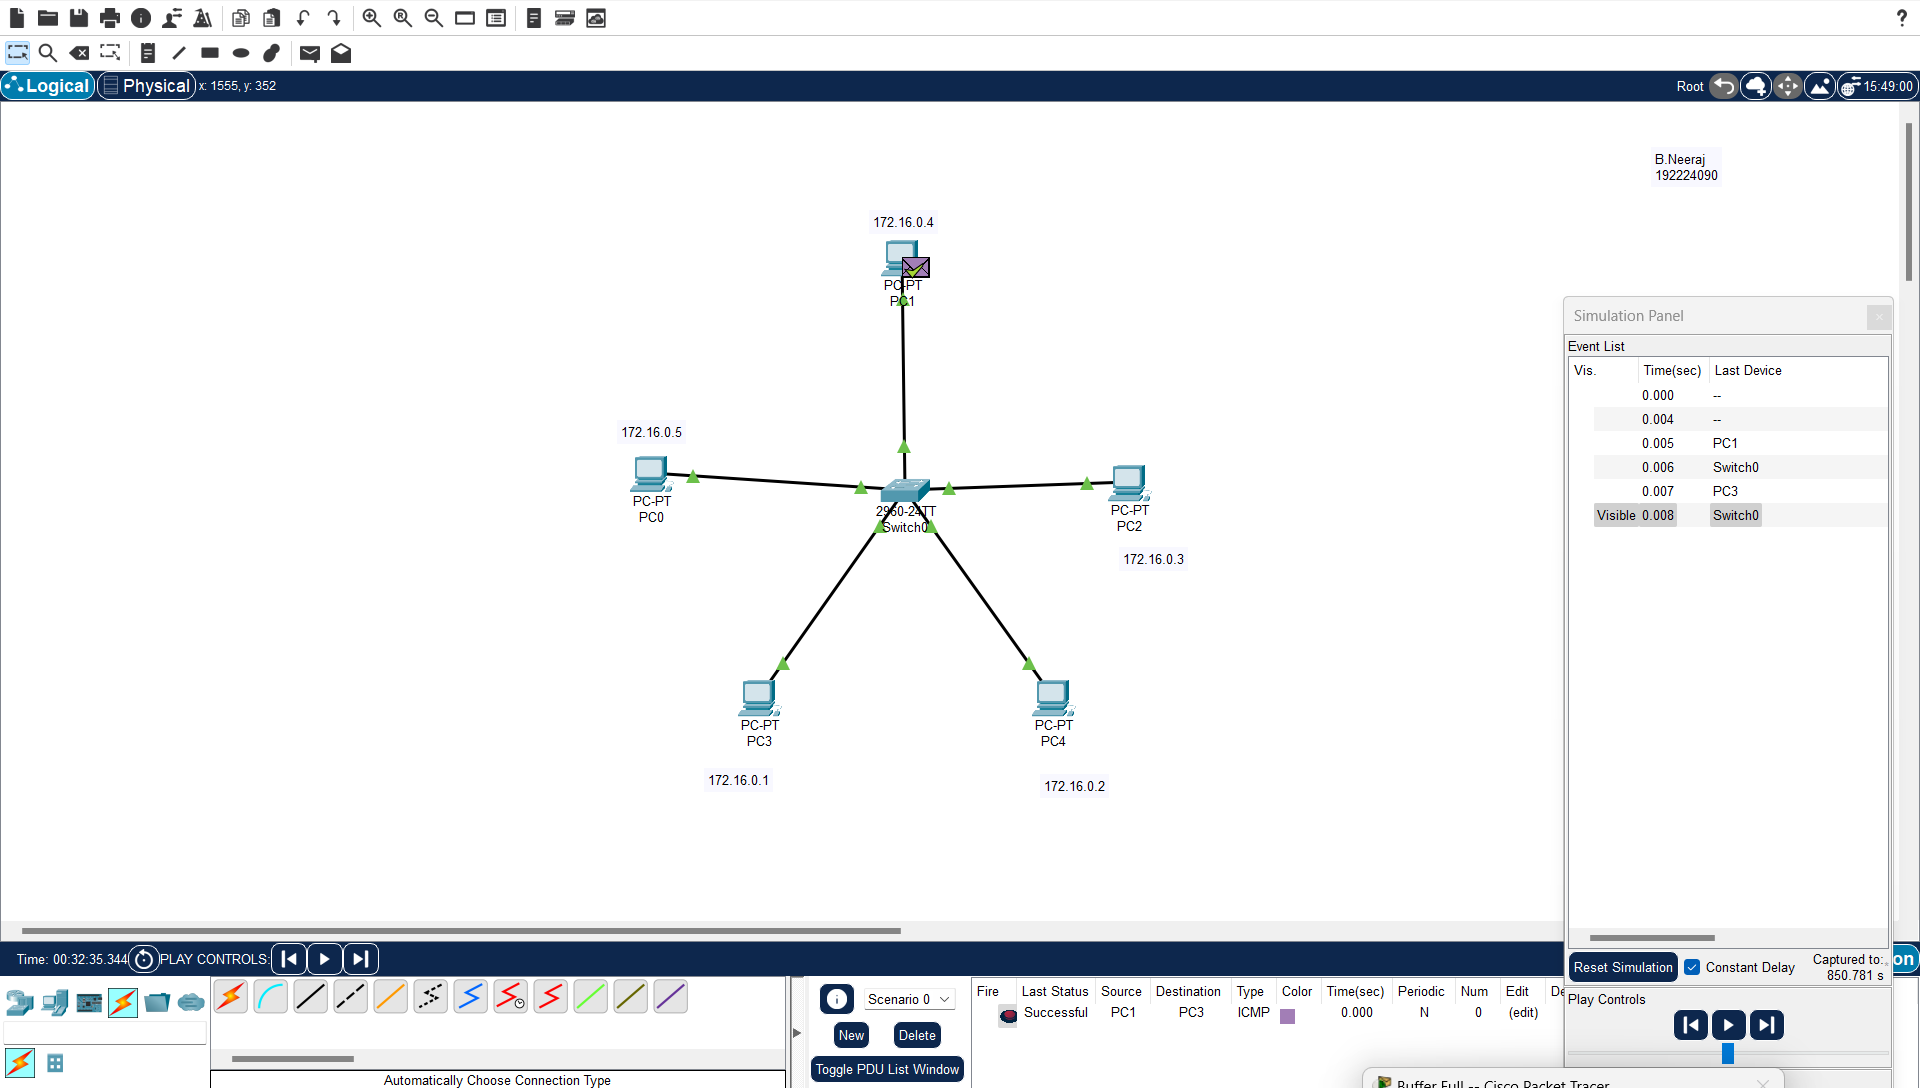 ?
Logical
Physical
x: 1555, y: 352
Root
15:49:00
B.Neeraj
192224090
172.16.0.4
PC-PT
PC1
172.16.0.5
PC-PT
PC0
2960-24TT
Switch0
PC-PT
PC2
172.16.0.3
PC-PT
PC3
172.16.0.1
PC-PT
PC4
172.16.0.2
Simulation Panel
Event List
Vis. Time(sec) Last Device
0.000 --
0.004 --
0.005 PC1
0.006 Switch0
0.007 PC3
Visible 0.008 Switch0
Reset Simulation
Constant Delay
Captured to:
850.781 s
Play Controls
Time: 00:32:35.344
PLAY CONTROLS:
on
Automatically Choose Connection Type
Scenario 0
New
Delete
Toggle PDU List Window
Fire Last Status Source Destination Type Color Time(sec) Periodic Num Edit De
Successful PC1 PC3 ICMP 0.000 N 0 (edit)
Buffer Full -- Cisco Packet Tracer